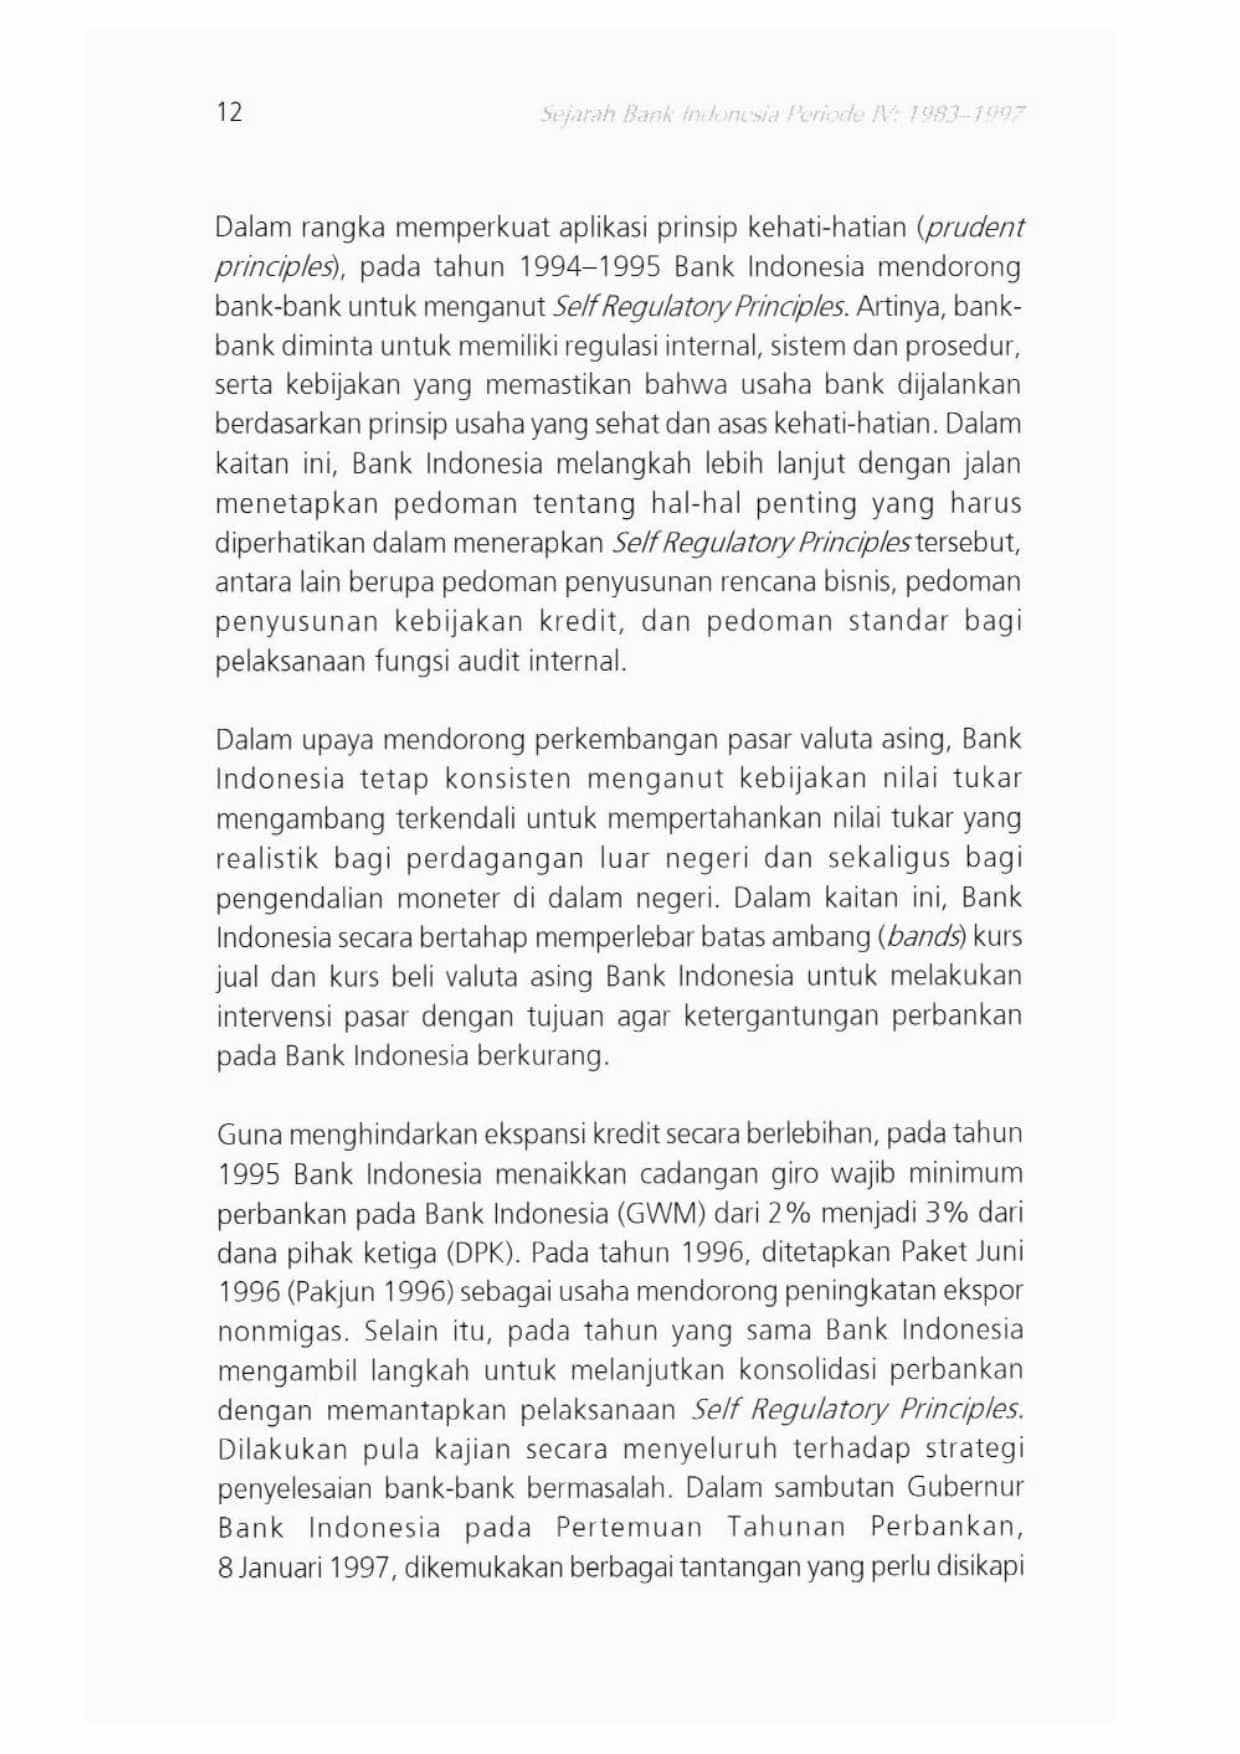 12
Sejarah Bank Indonesia Periode IV: 1983–1997
Dalam rangka memperkuat aplikasi prinsip kehati-hatian (prudent
principles), pada tahun 1994–1995 Bank Indonesia mendorong
bank-bank untuk menganut Self Regulatory Principles. Artinya, bank-
bank diminta untuk memiliki regulasi internal, sistem dan prosedur,
serta kebijakan yang memastikan bahwa usaha bank dijalankan
berdasarkan prinsip usaha yang sehat dan asas kehati-hatian. Dalam
kaitan ini, Bank Indonesia melangkah lebih lanjut dengan jalan
menetapkan pedoman tentang hal-hal penting yang harus
diperhatikan dalam menerapkan Self Regulatory Principles tersebut,
antara lain berupa pedoman penyusunan rencana bisnis, pedoman
penyusunan kebijakan kredit, dan pedoman standar bagi
pelaksanaan fungsi audit internal.
Dalam upaya mendorong perkembangan pasar valuta asing, Bank
Indonesia tetap konsisten menganut kebijakan nilai tukar
mengambang terkendali untuk mempertahankan nilai tukar yang
realistik bagi perdagangan luar negeri dan sekaligus bagi
pengendalian moneter di dalam negeri. Dalam kaitan ini, Bank
Indonesia secara bertahap memperlebar batas ambang (bands) kurs
jual dan kurs beli valuta asing Bank Indonesia untuk melakukan
intervensi pasar dengan tujuan agar ketergantungan perbankan
pada Bank Indonesia berkurang.
Guna menghindarkan ekspansi kredit secara berlebihan, pada tahun
1995 Bank Indonesia menaikkan cadangan giro wajib minimum
perbankan pada Bank Indonesia (GWM) dari 2% menjadi 3% dari
dana pihak ketiga (DPK). Pada tahun 1996, ditetapkan Paket Juni
1996 (Pakjun 1996) sebagai usaha mendorong peningkatan ekspor
nonmigas. Selain itu, pada tahun yang sama Bank Indonesia
mengambil langkah untuk melanjutkan konsolidasi perbankan
dengan memantapkan pelaksanaan Self Regulatory Principles.
Dilakukan pula kajian secara menyeluruh terhadap strategi
penyelesaian bank-bank bermasalah. Dalam sambutan Gubernur
Bank Indonesia pada Pertemuan Tahunan Perbankan,
8 Januari 1997, dikemukakan berbagai tantangan yang perlu disikapi